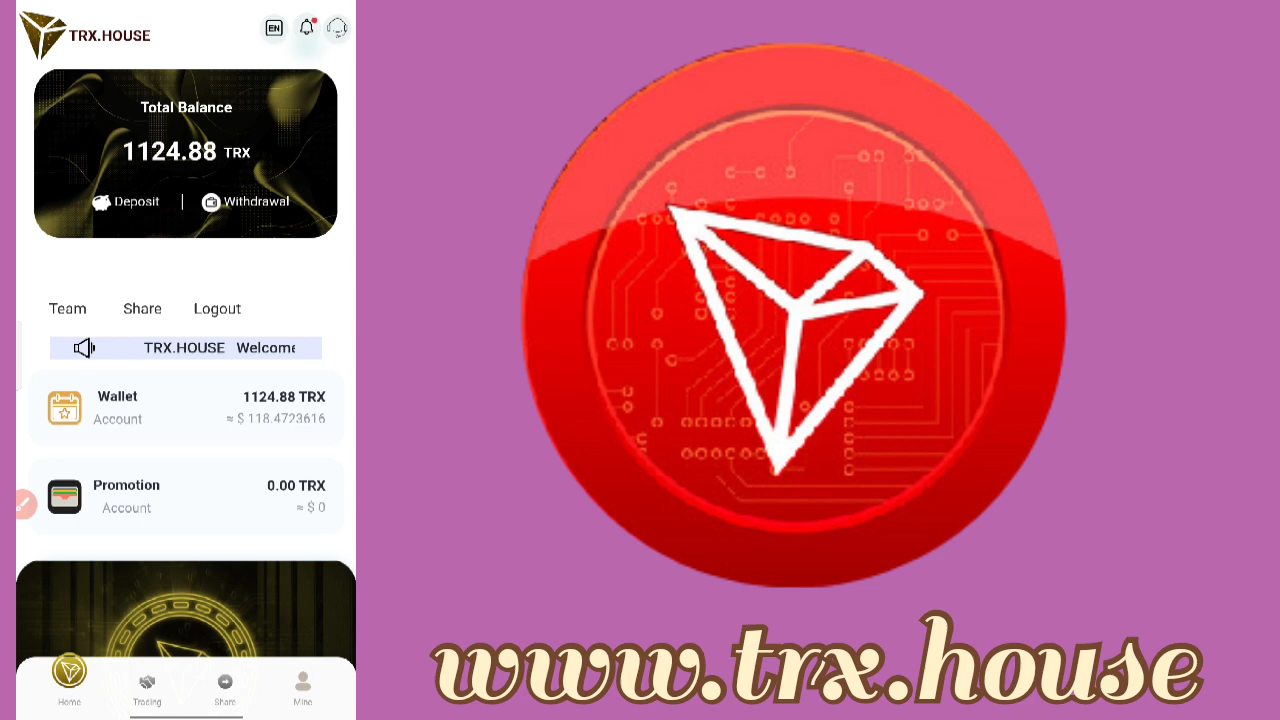 TRX.HOUSE
EN
Total Balance
1124.88 TRX
Deposit | Withdrawal
Team Share Logout
TRX.HOUSE Welcome
Wallet 1124.88 TRX
Account ≈ $ 118.4723616
Promotion 0.00 TRX
Account ≈ $ 0
Home Trading Share Mine
www.trx.house